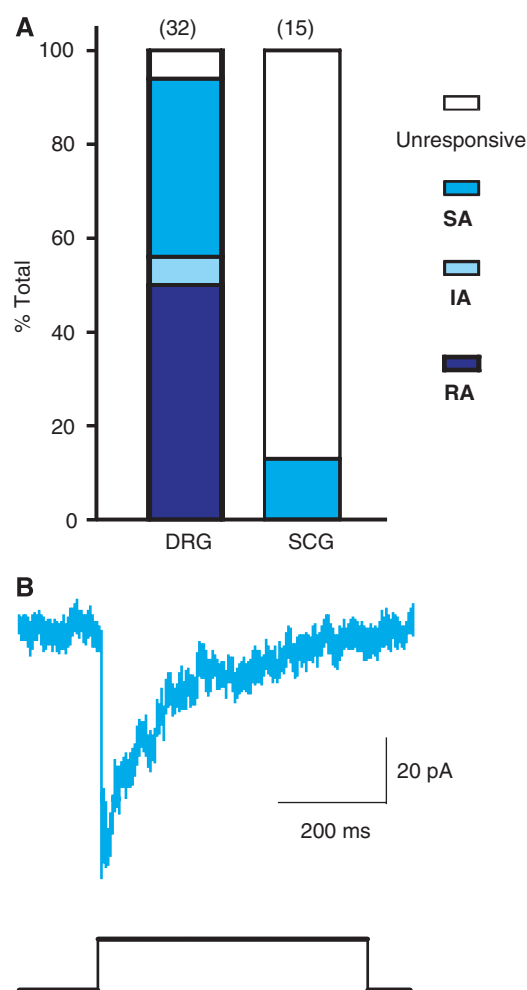 A
(32)
(15)
100
80
60
40
20
0
% Total
DRG
SCG
Unresponsive
SA
IA
RA
B
20 pA
200 ms